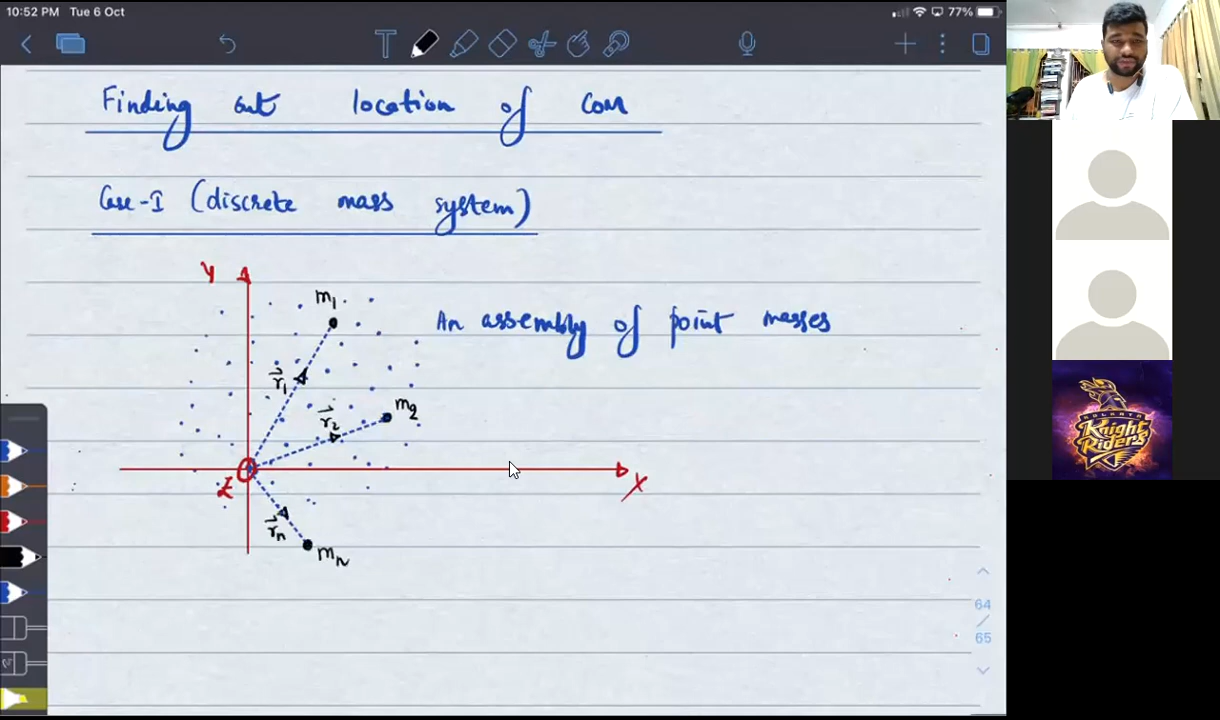 10:52 PM Tue 6 Oct
77%
Finding out location of COM
Case-I (discrete mass system)
Y
m1
An assembly of point masses
r1
m2
r2
Z
X
rn
mn
64
/
65
KOLKATA
Knight
Riders